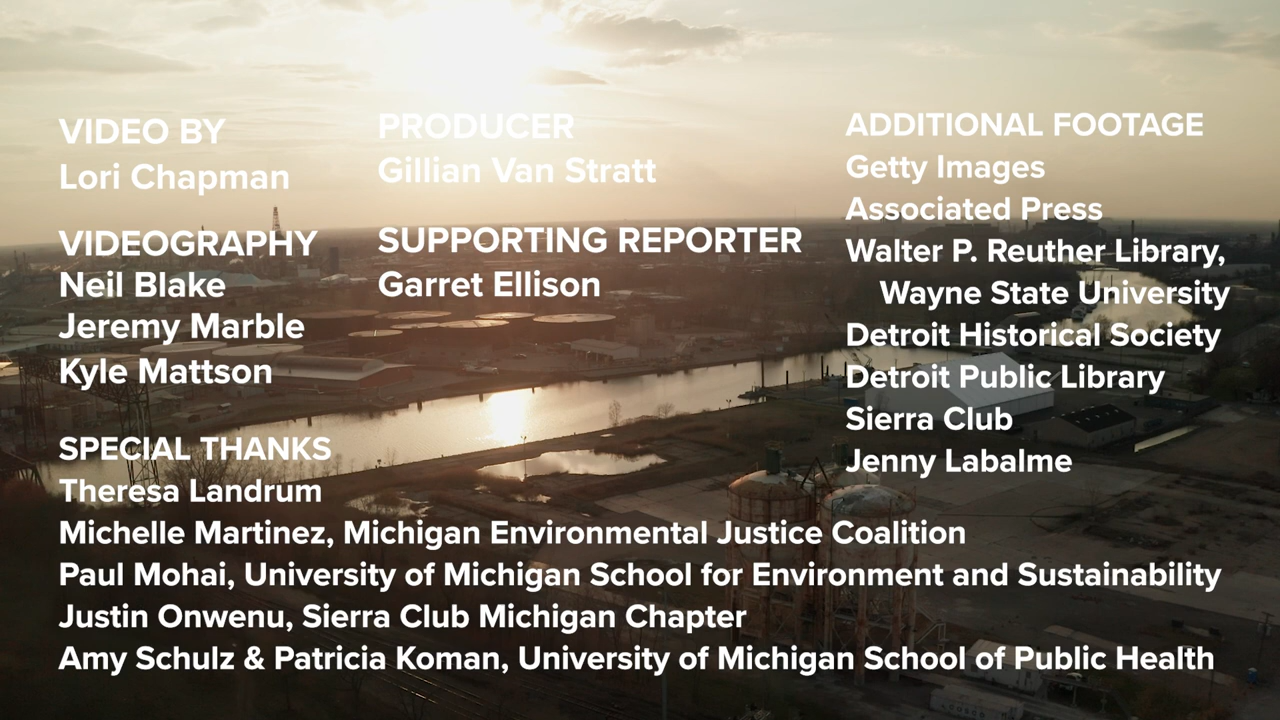 VIDEO BY
Lori Chapman
VIDEOGRAPHY
Neil Blake
Jeremy Marble
Kyle Mattson
PRODUCER
Gillian Van Stratt
SUPPORTING REPORTER
Garret Ellison
ADDITIONAL FOOTAGE
Getty Images
Associated Press
Walter P. Reuther Library,
Wayne State University
Detroit Historical Society
Detroit Public Library
Sierra Club
Jenny Labalme
SPECIAL THANKS
Theresa Landrum
Michelle Martinez, Michigan Environmental Justice Coalition
Paul Mohai, University of Michigan School for Environment and Sustainability
Justin Onwenu, Sierra Club Michigan Chapter
Amy Schulz & Patricia Koman, University of Michigan School of Public Health